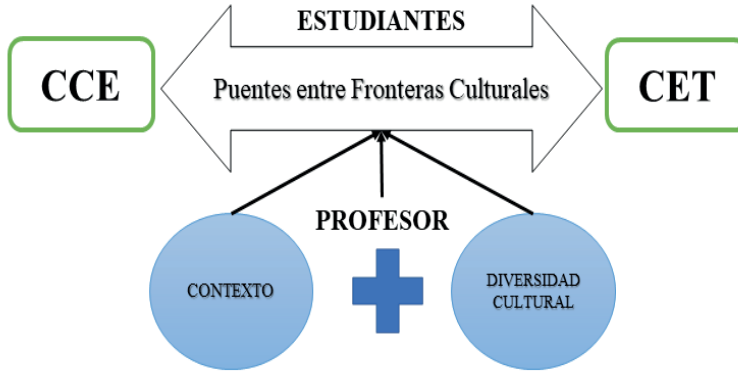 ESTUDIANTES
CCE
Puentes entre Fronteras Culturales
CET
PROFESOR
CONTEXTO
DIVERSIDAD
CULTURAL